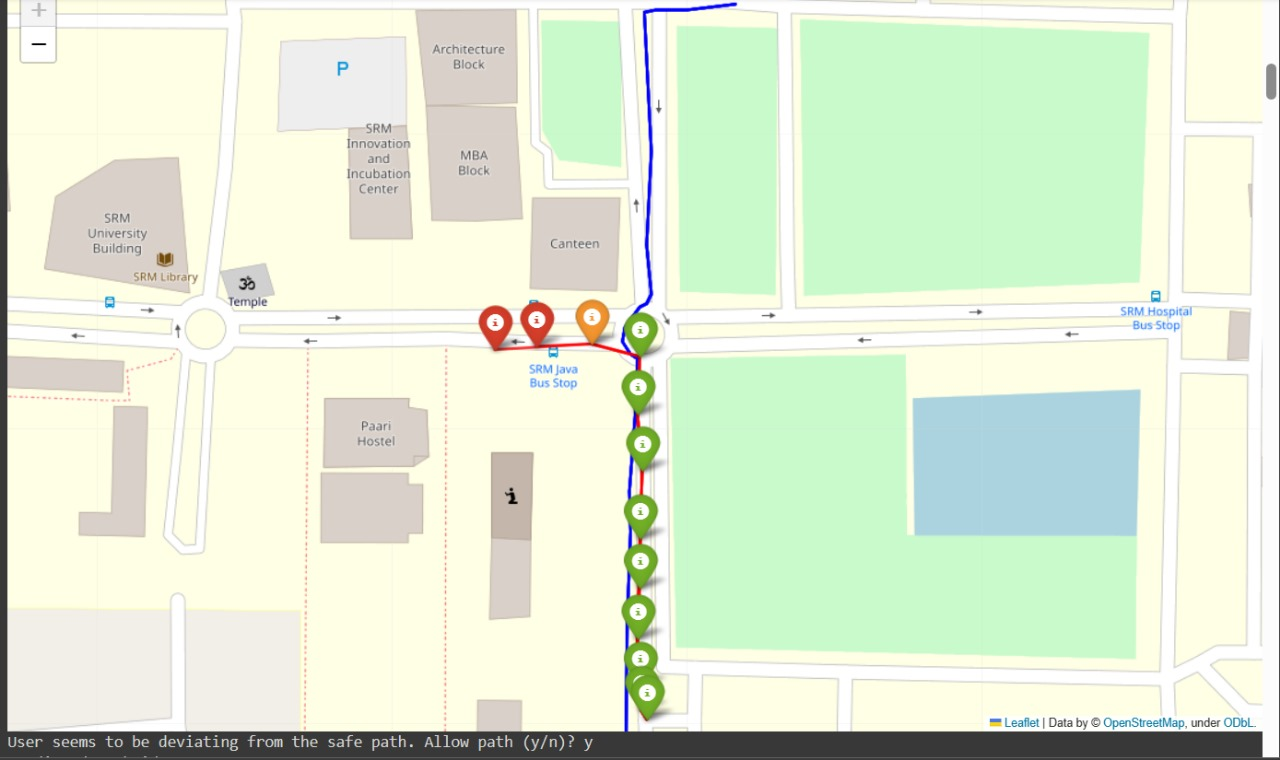 +
−
P
Architecture
Block
SRM
Innovation
and
Incubation
Center
MBA
Block
SRM
University
Building
SRM Library
ॐ
Temple
Canteen
SRM Hospital
Bus Stop
SRM Java
Bus Stop
Paari
Hostel
Leaflet | Data by © OpenStreetMap, under ODbL.
User seems to be deviating from the safe path. Allow path (y/n)? y